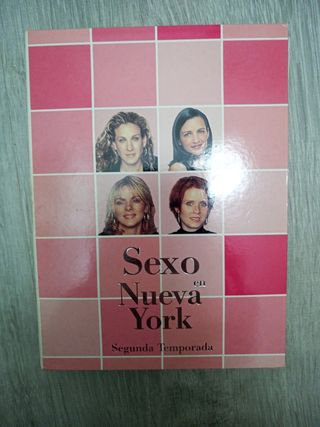 Sexo
en
Nueva
York
Segunda Temporada